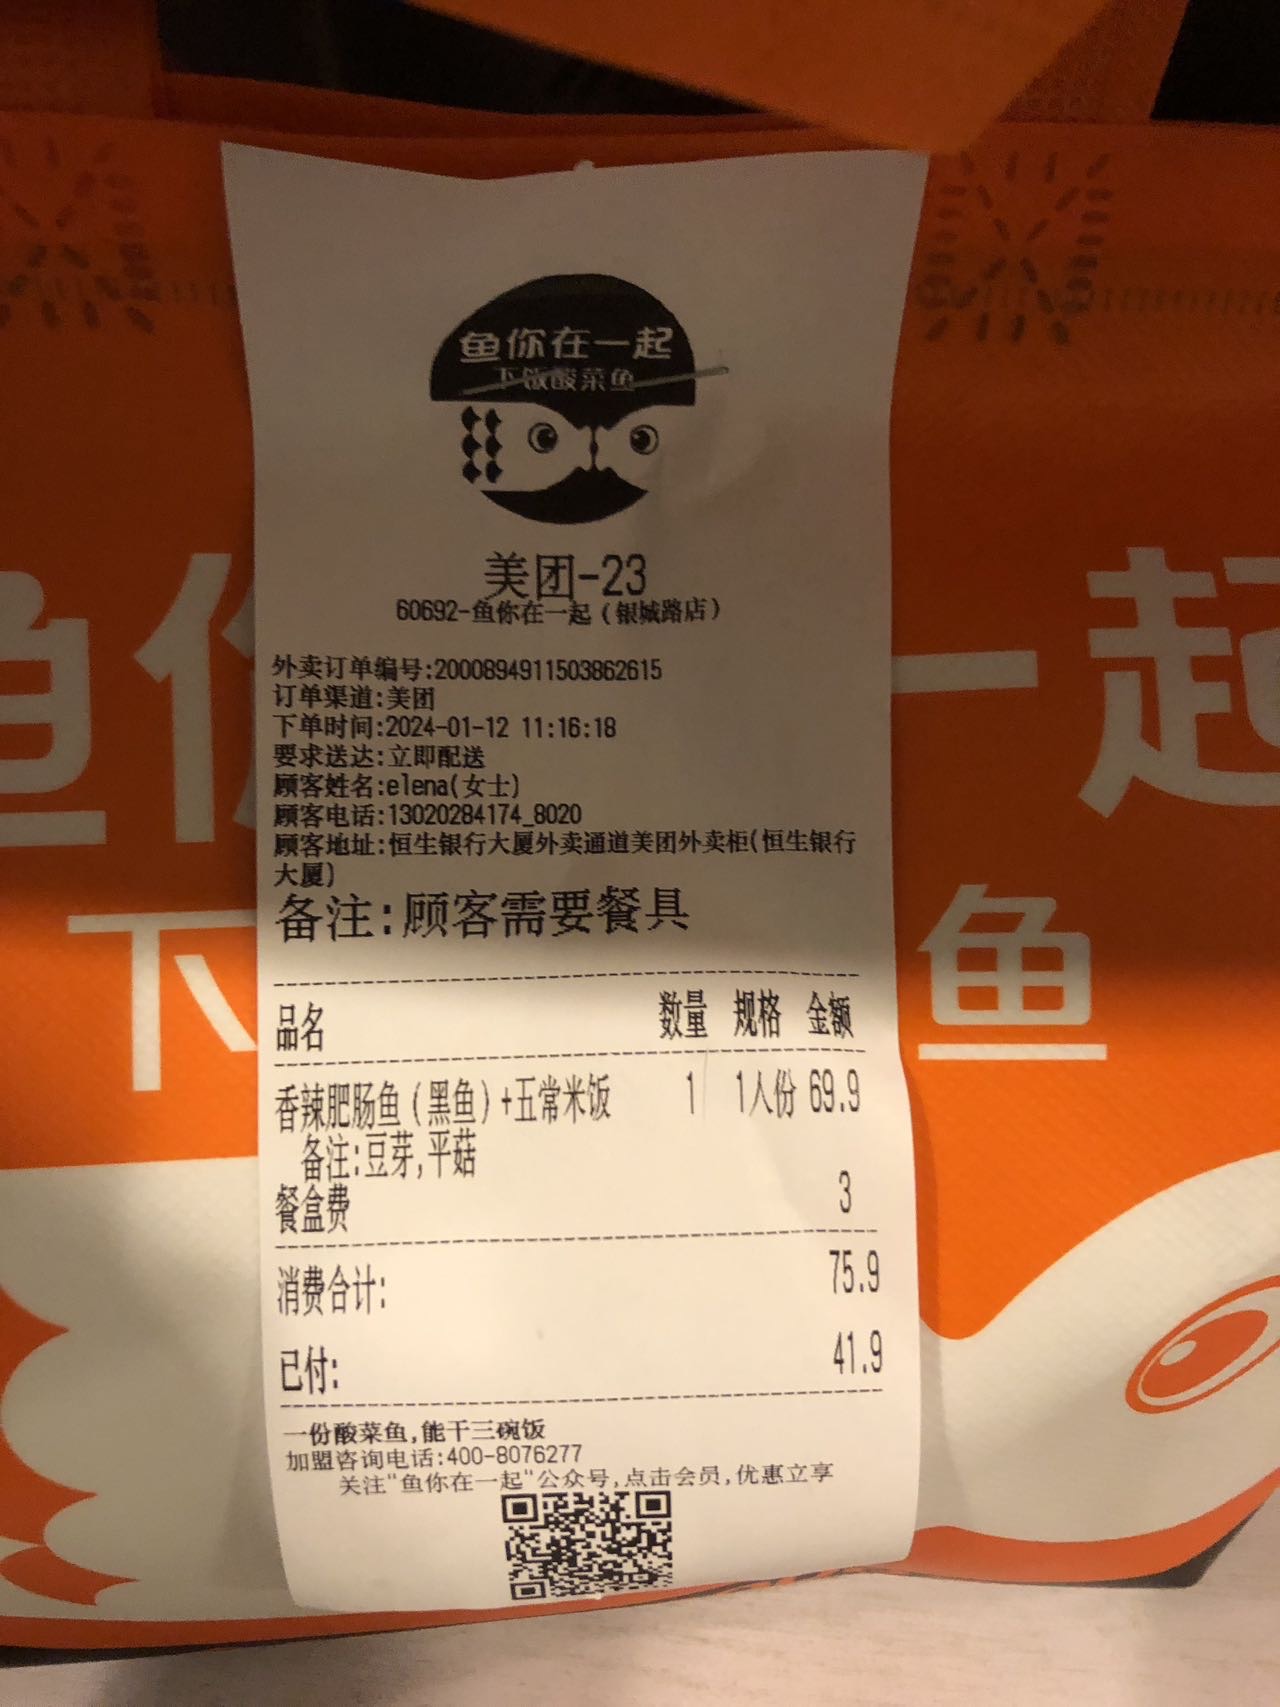 鱼你在一起
下饭酸菜鱼
美团-23
60692-鱼你在一起(银城路店)
外卖订单编号:2000894911503862615
订单渠道:美团
下单时间:2024-01-12 11:16:18
要求送达:立即配送
顾客姓名:elena(女士)
顾客电话:13020284174_8020
顾客地址:恒生银行大厦外卖通道美团外卖柜(恒生银行
大厦)
备注:顾客需要餐具
品名 数量 规格 金额
香辣肥肠鱼(黑鱼)+五常米饭 1 1人份 69.9
备注:豆芽,平菇
餐盒费 3
消费合计: 75.9
已付: 41.9
一份酸菜鱼,能干三碗饭
加盟咨询电话:400-8076277
关注"鱼你在一起"公众号,点击会员,优惠立享
鱼你 一起
下 鱼